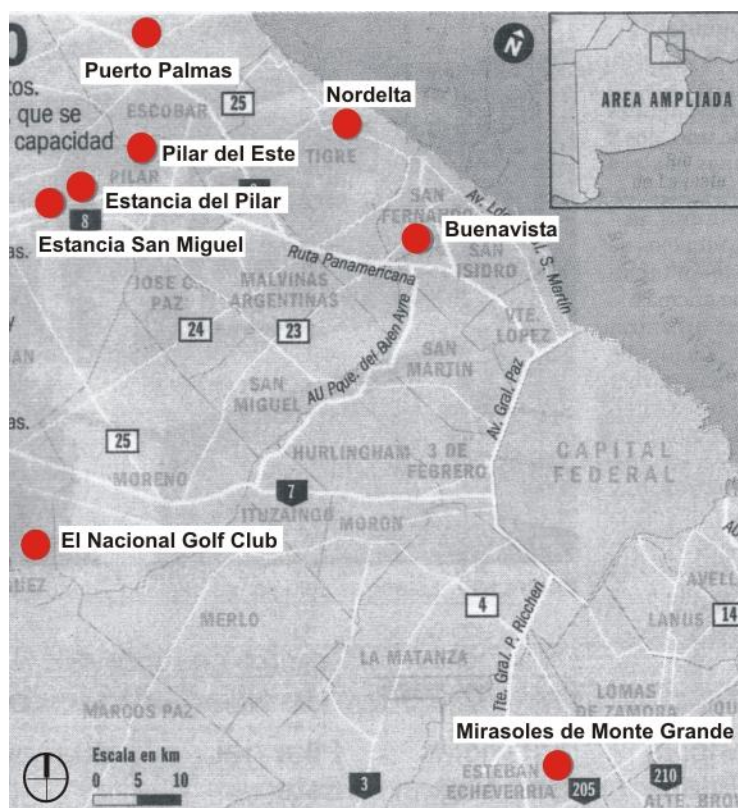 O
tos.
que se
capacidad
Puerto Palmas
ESCOBAR
25
Nordelta
N
AREA AMPLIADA
TIGRE
Pilar del Este
PILAR
Estancia del Pilar
8
Estancia San Miguel
SAN
FERNANDO
Buenavista
SAN
ISIDRO
Ruta Panamericana
JOSE C.
PAZ
MALVINAS
ARGENTINAS
VTE.
LOPEZ
24
23
AU Pque. del Buen Ayre
SAN
MARTIN
SAN
MIGUEL
Av. Gral. Paz
as.
25
MORENO
HURLINGHAM
3 DE
FEBRERO
CAPITAL
FEDERAL
7
ITUZAINGO
MORON
El Nacional Golf Club
4
MERLO
LA MATANZA
Tte. Gral. P. Riccheri
LANUS
14
LOMAS
DE ZAMORA
MARCOS PAZ
Mirasoles de Monte Grande
Escala en km
0 5 10
3
ESTEBAN
ECHEVERRIA
205
210